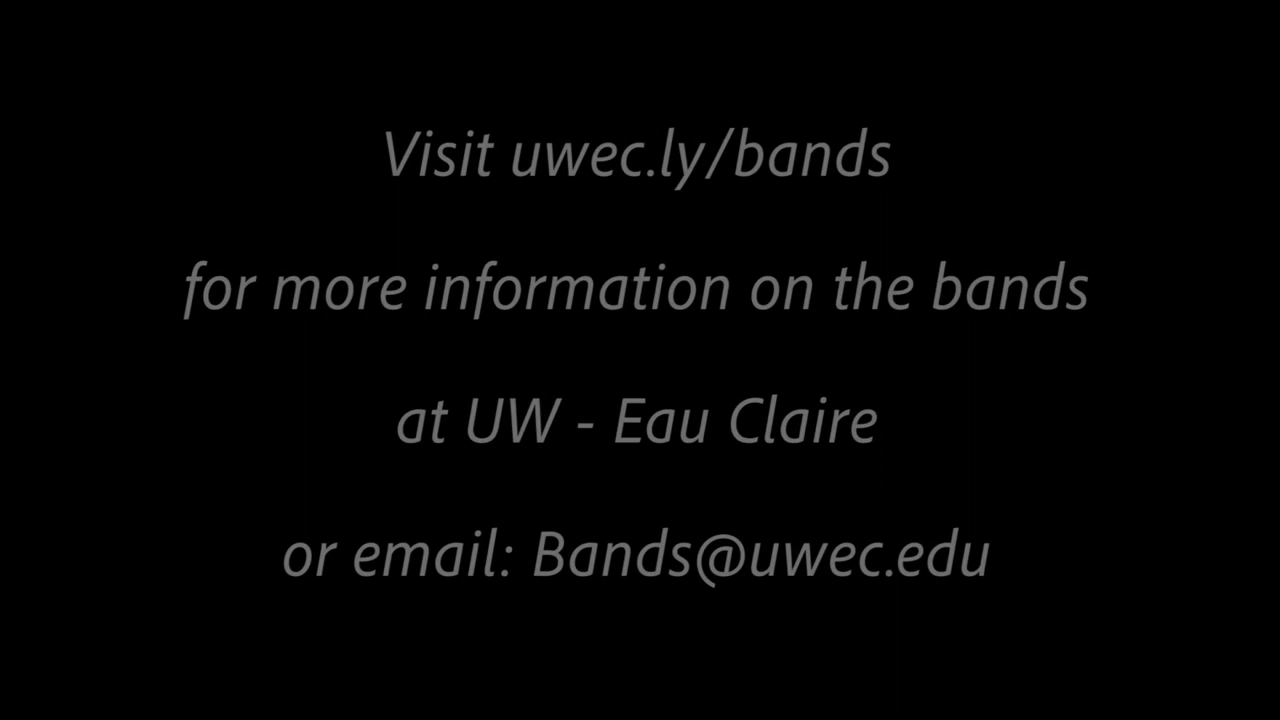 Visit uwec.ly/bands
for more information on the bands
at UW - Eau Claire
or email: Bands@uwec.edu